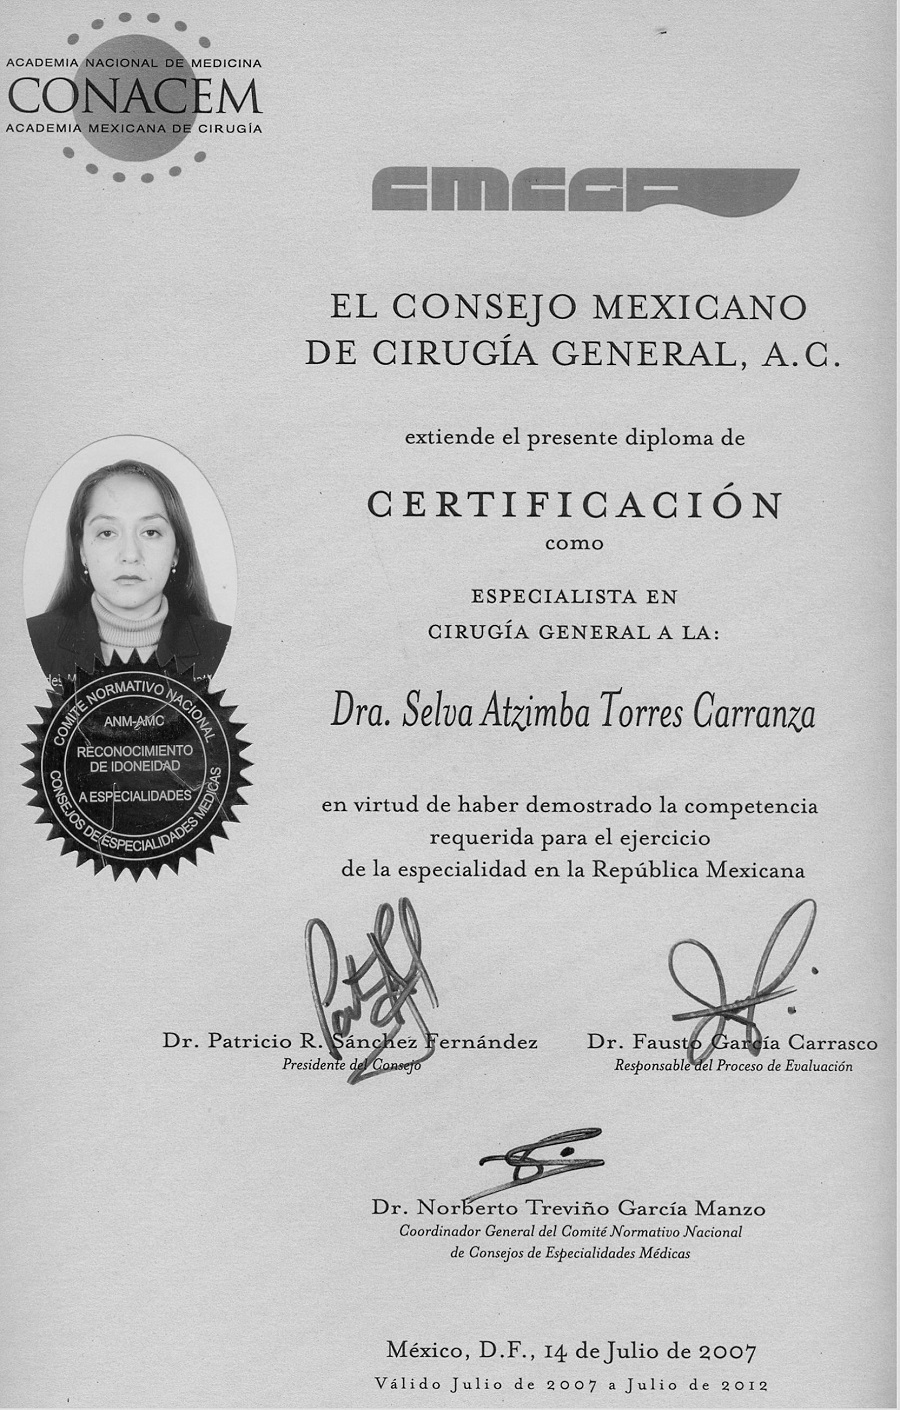 ACADEMIA NACIONAL DE MEDICINA
CONACEM
ACADEMIA MEXICANA DE CIRUGÍA
CMCG
EL CONSEJO MEXICANO
DE CIRUGÍA GENERAL, A.C.
extiende el presente diploma de
CERTIFICACIÓN
como
ESPECIALISTA EN
CIRUGÍA GENERAL A LA:
Dra. Selva Atzimba Torres Carranza
COMITE NORMATIVO NACIONAL
ANM-AMC
RECONOCIMIENTO
DE IDONEIDAD
A ESPECIALIDADES
CONSEJOS DE ESPECIALIDADES MEDICAS
en virtud de haber demostrado la competencia
requerida para el ejercicio
de la especialidad en la República Mexicana
Dr. Patricio R. Sánchez Fernández
Presidente del Consejo
Dr. Fausto García Carrasco
Responsable del Proceso de Evaluación
Dr. Norberto Treviño García Manzo
Coordinador General del Comité Normativo Nacional
de Consejos de Especialidades Médicas
México, D.F., 14 de Julio de 2007
Válido Julio de 2007 a Julio de 2012